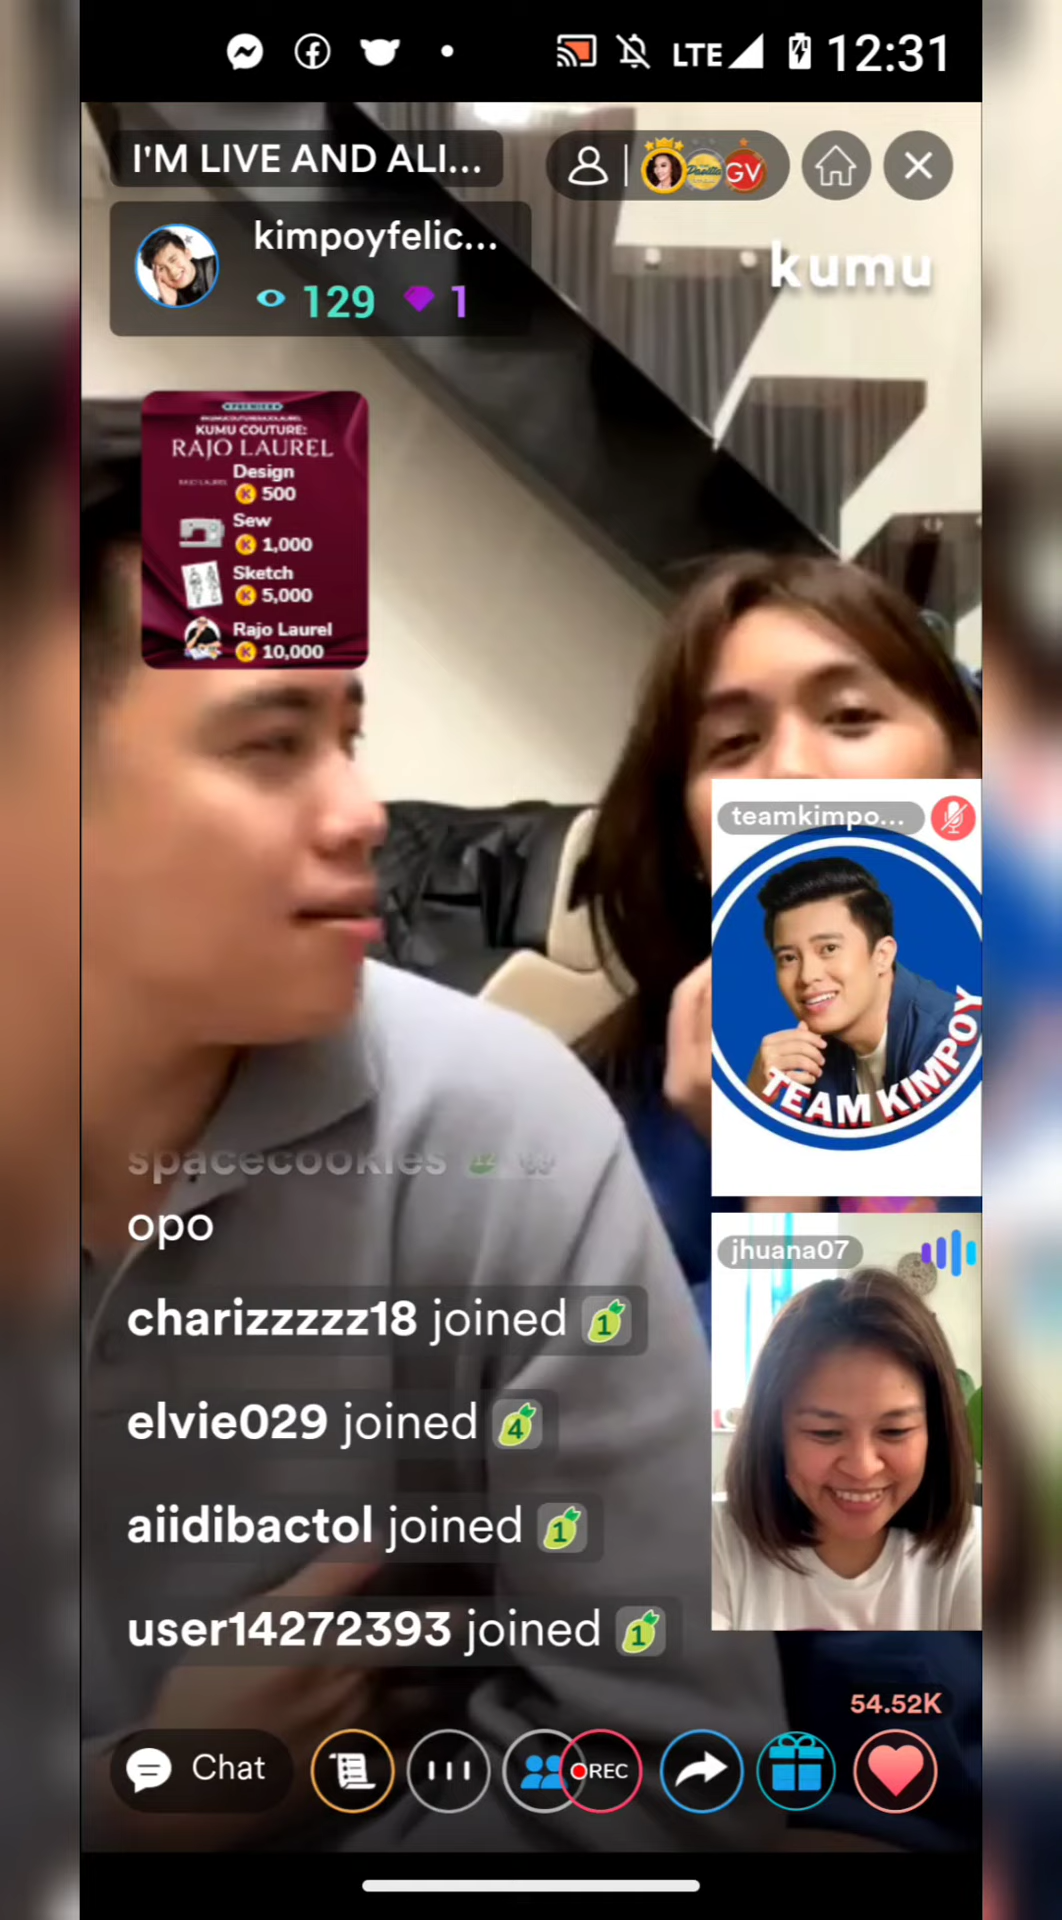 LTE 12:31
I'M LIVE AND ALI...
GV
kimpoyfelic...
129 1
kumu
KUMU COUTURE:
RAJO LAUREL
Design
500
Sew
1,000
Sketch
5,000
Rajo Laurel
10,000
teamkimpo...
TEAM KIMPOY
spacecookies 12
opo
jhuana07
charizzzzz18 joined 1
elvie029 joined 4
aiidibactol joined 1
user14272393 joined 1
54.52K
Chat
REC